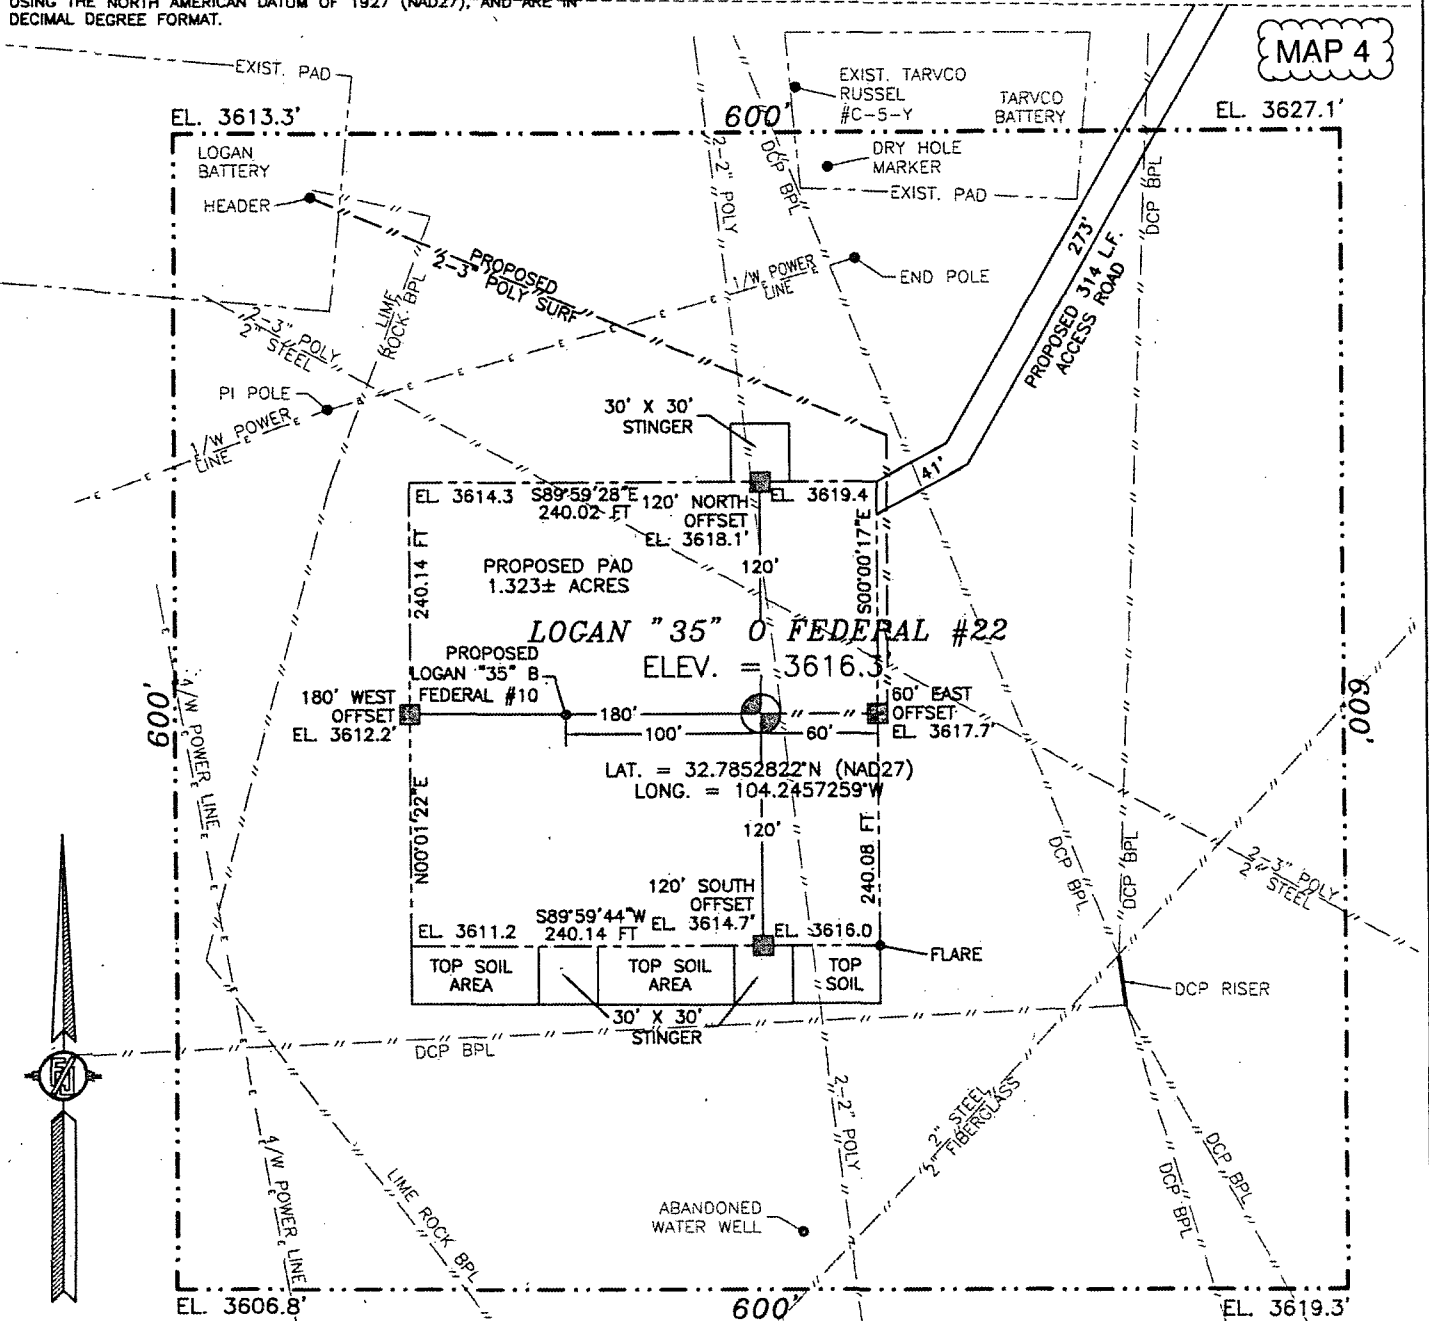 USING THE NORTH AMERICAN DATUM OF 1927 (NAD27), AND ARE IN
DECIMAL DEGREE FORMAT.
MAP 4
EXIST. PAD
EXIST. TARVCO
RUSSEL
#C-5-Y
TARVCO
BATTERY
EL. 3613.3'
600'
EL. 3627.1'
LOGAN
BATTERY
HEADER
DRY HOLE
MARKER
EXIST. PAD
2-2" POLY
DCP BPL
DCP BPL
PROPOSED
2-3" POLY SURF
1/W POWER
LINE
END POLE
273'
PROPOSED 314 L.F.
ACCESS ROAD
LIME
ROCK BPL
2-3" POLY
2" STEEL
PI POLE
1/W POWER
LINE
30' X 30'
STINGER
41'
EL. 3614.3
S89°59'28"E
240.02 FT
120' NORTH
OFFSET
EL. 3618.1'
EL. 3619.4
240.14 FT
PROPOSED PAD
1.323± ACRES
120'
S00°00'17"E
LOGAN "35" O FEDERAL #22
ELEV. = 3616.3'
PROPOSED
LOGAN "35" B
FEDERAL #10
180' WEST
OFFSET
EL. 3612.2'
180'
100'
60'
60' EAST
OFFSET
EL. 3617.7'
600'
600'
4/W POWER LINE
LAT. = 32.7852822°N (NAD27)
LONG. = 104.2457259°W
N00°01'22"E
120'
240.08 FT
DCP BPL
DCP BPL
2-3" POLY
2" STEEL
120' SOUTH
OFFSET
EL. 3614.7'
EL. 3611.2
S89°59'44"W
240.14 FT
EL. 3616.0
FLARE
TOP SOIL
AREA
TOP SOIL
AREA
TOP
SOIL
DCP RISER
30' X 30'
STINGER
DCP BPL
2-2" POLY
2" STEEL
2" FIBERGLASS
4/W POWER LINE
LIME ROCK BPL
DCP BPL
DCP BPL
ABANDONED
WATER WELL
EL. 3606.8'
600'
EL. 3619.3'